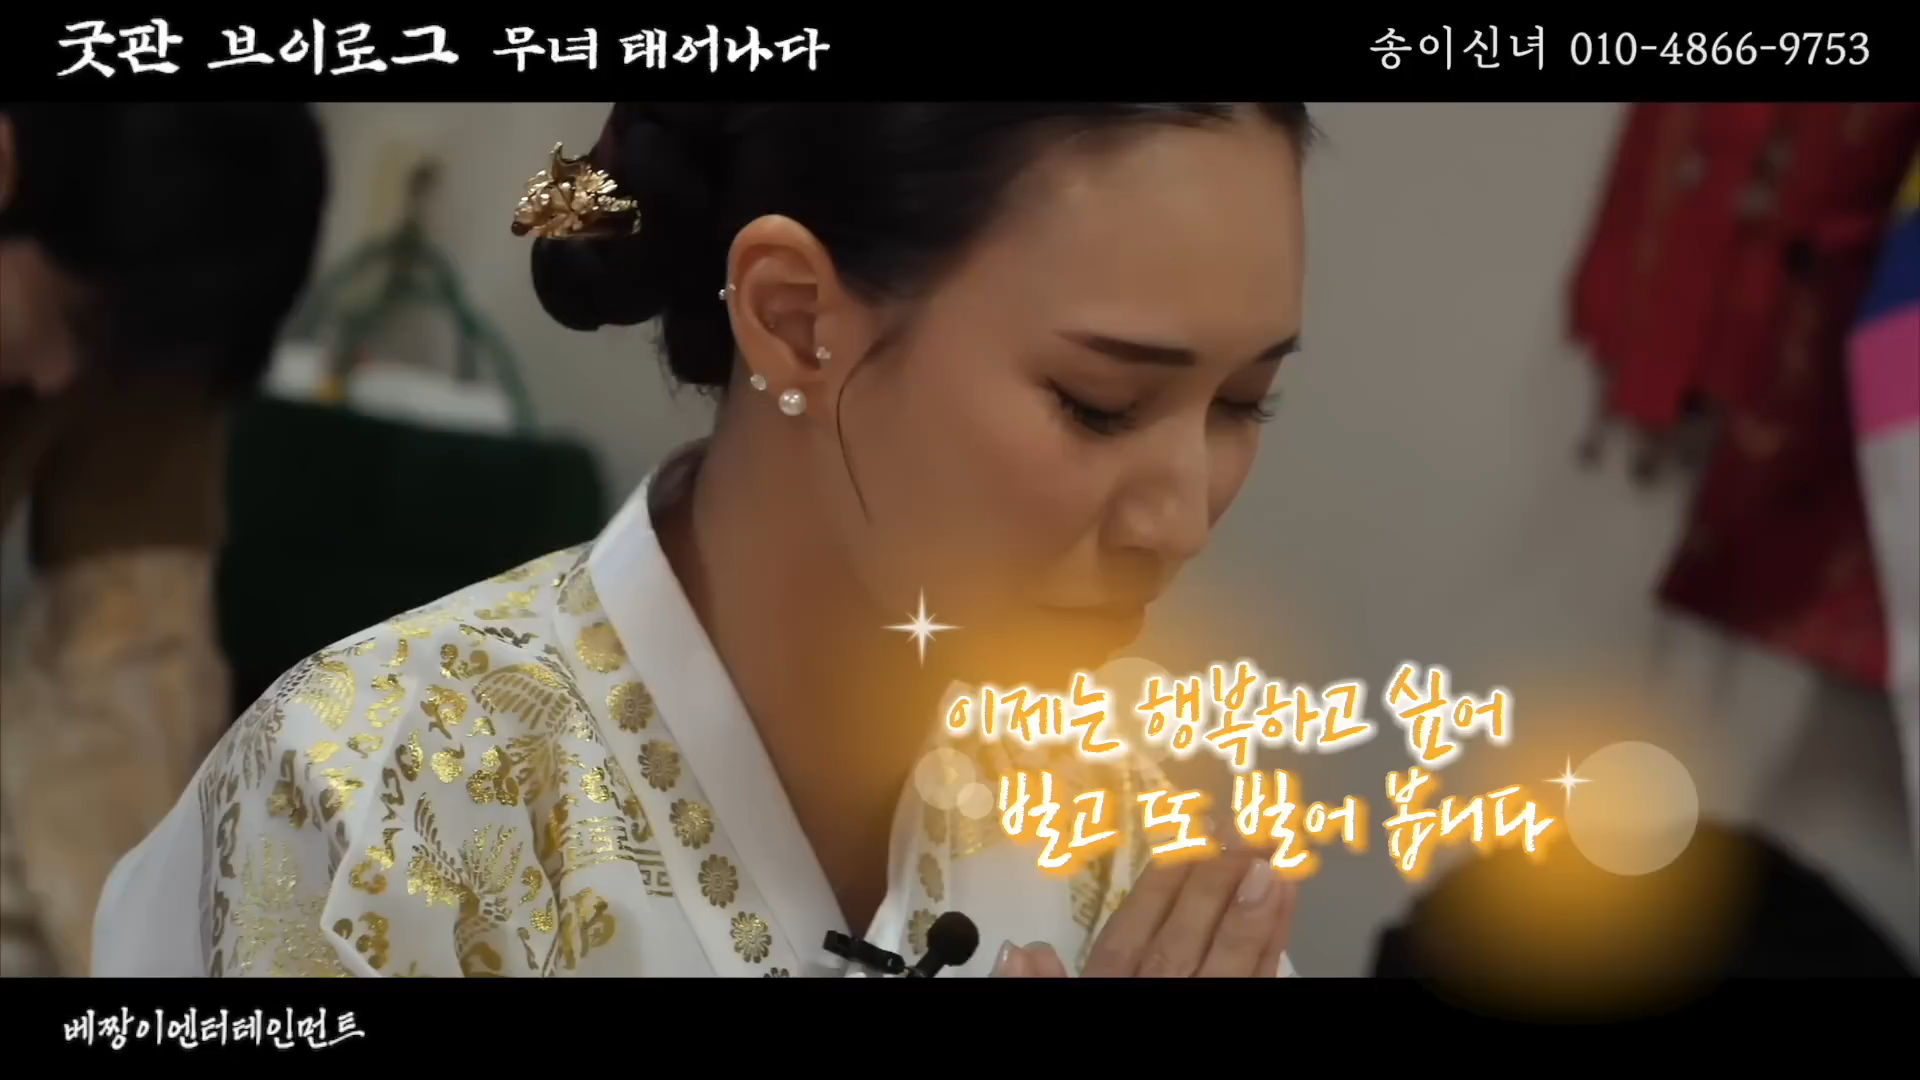 굿판 브이로그 무녀 태어나다
송이신녀 010-4866-9753
이제는 행복하고 싶어
빌고 또 빌어 봅니다
베짱이엔터테인먼트